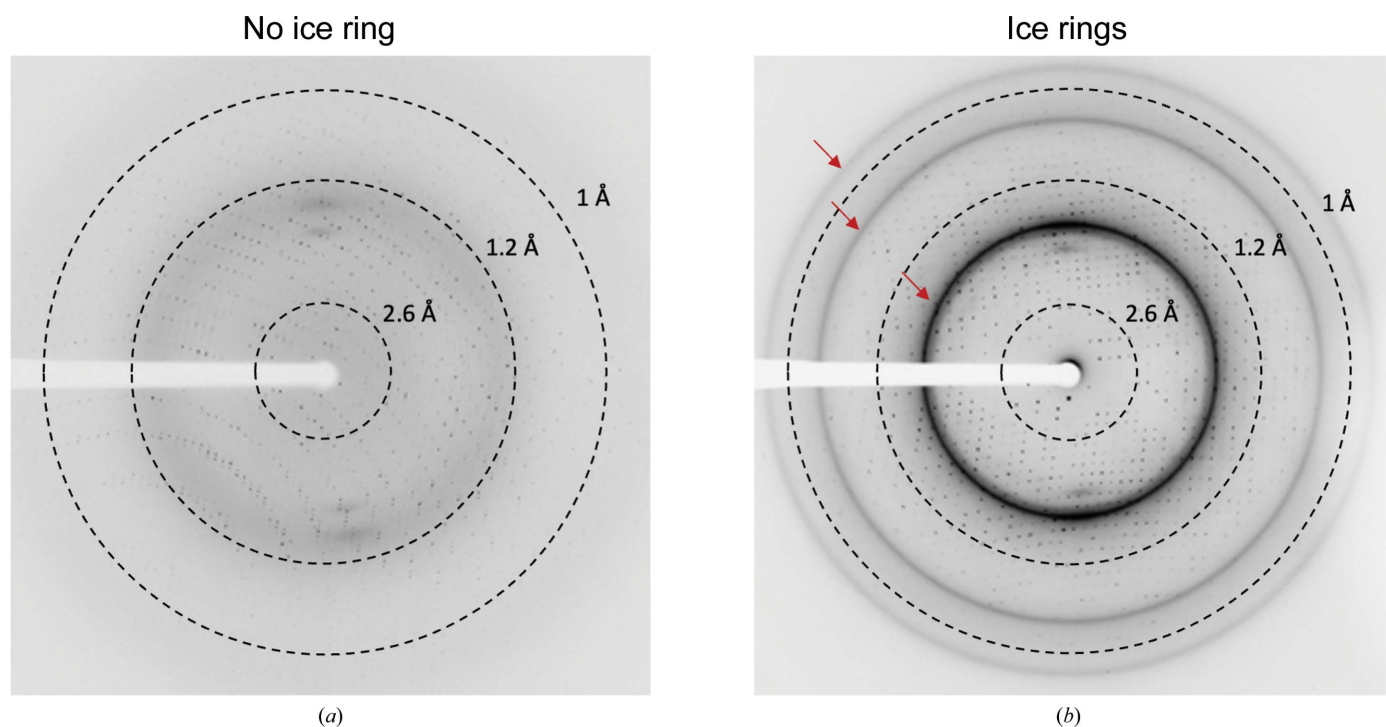 No ice ring
Ice rings
1 Å
1.2 Å
2.6 Å
1 Å
1.2 Å
2.6 Å
(a)
(b)